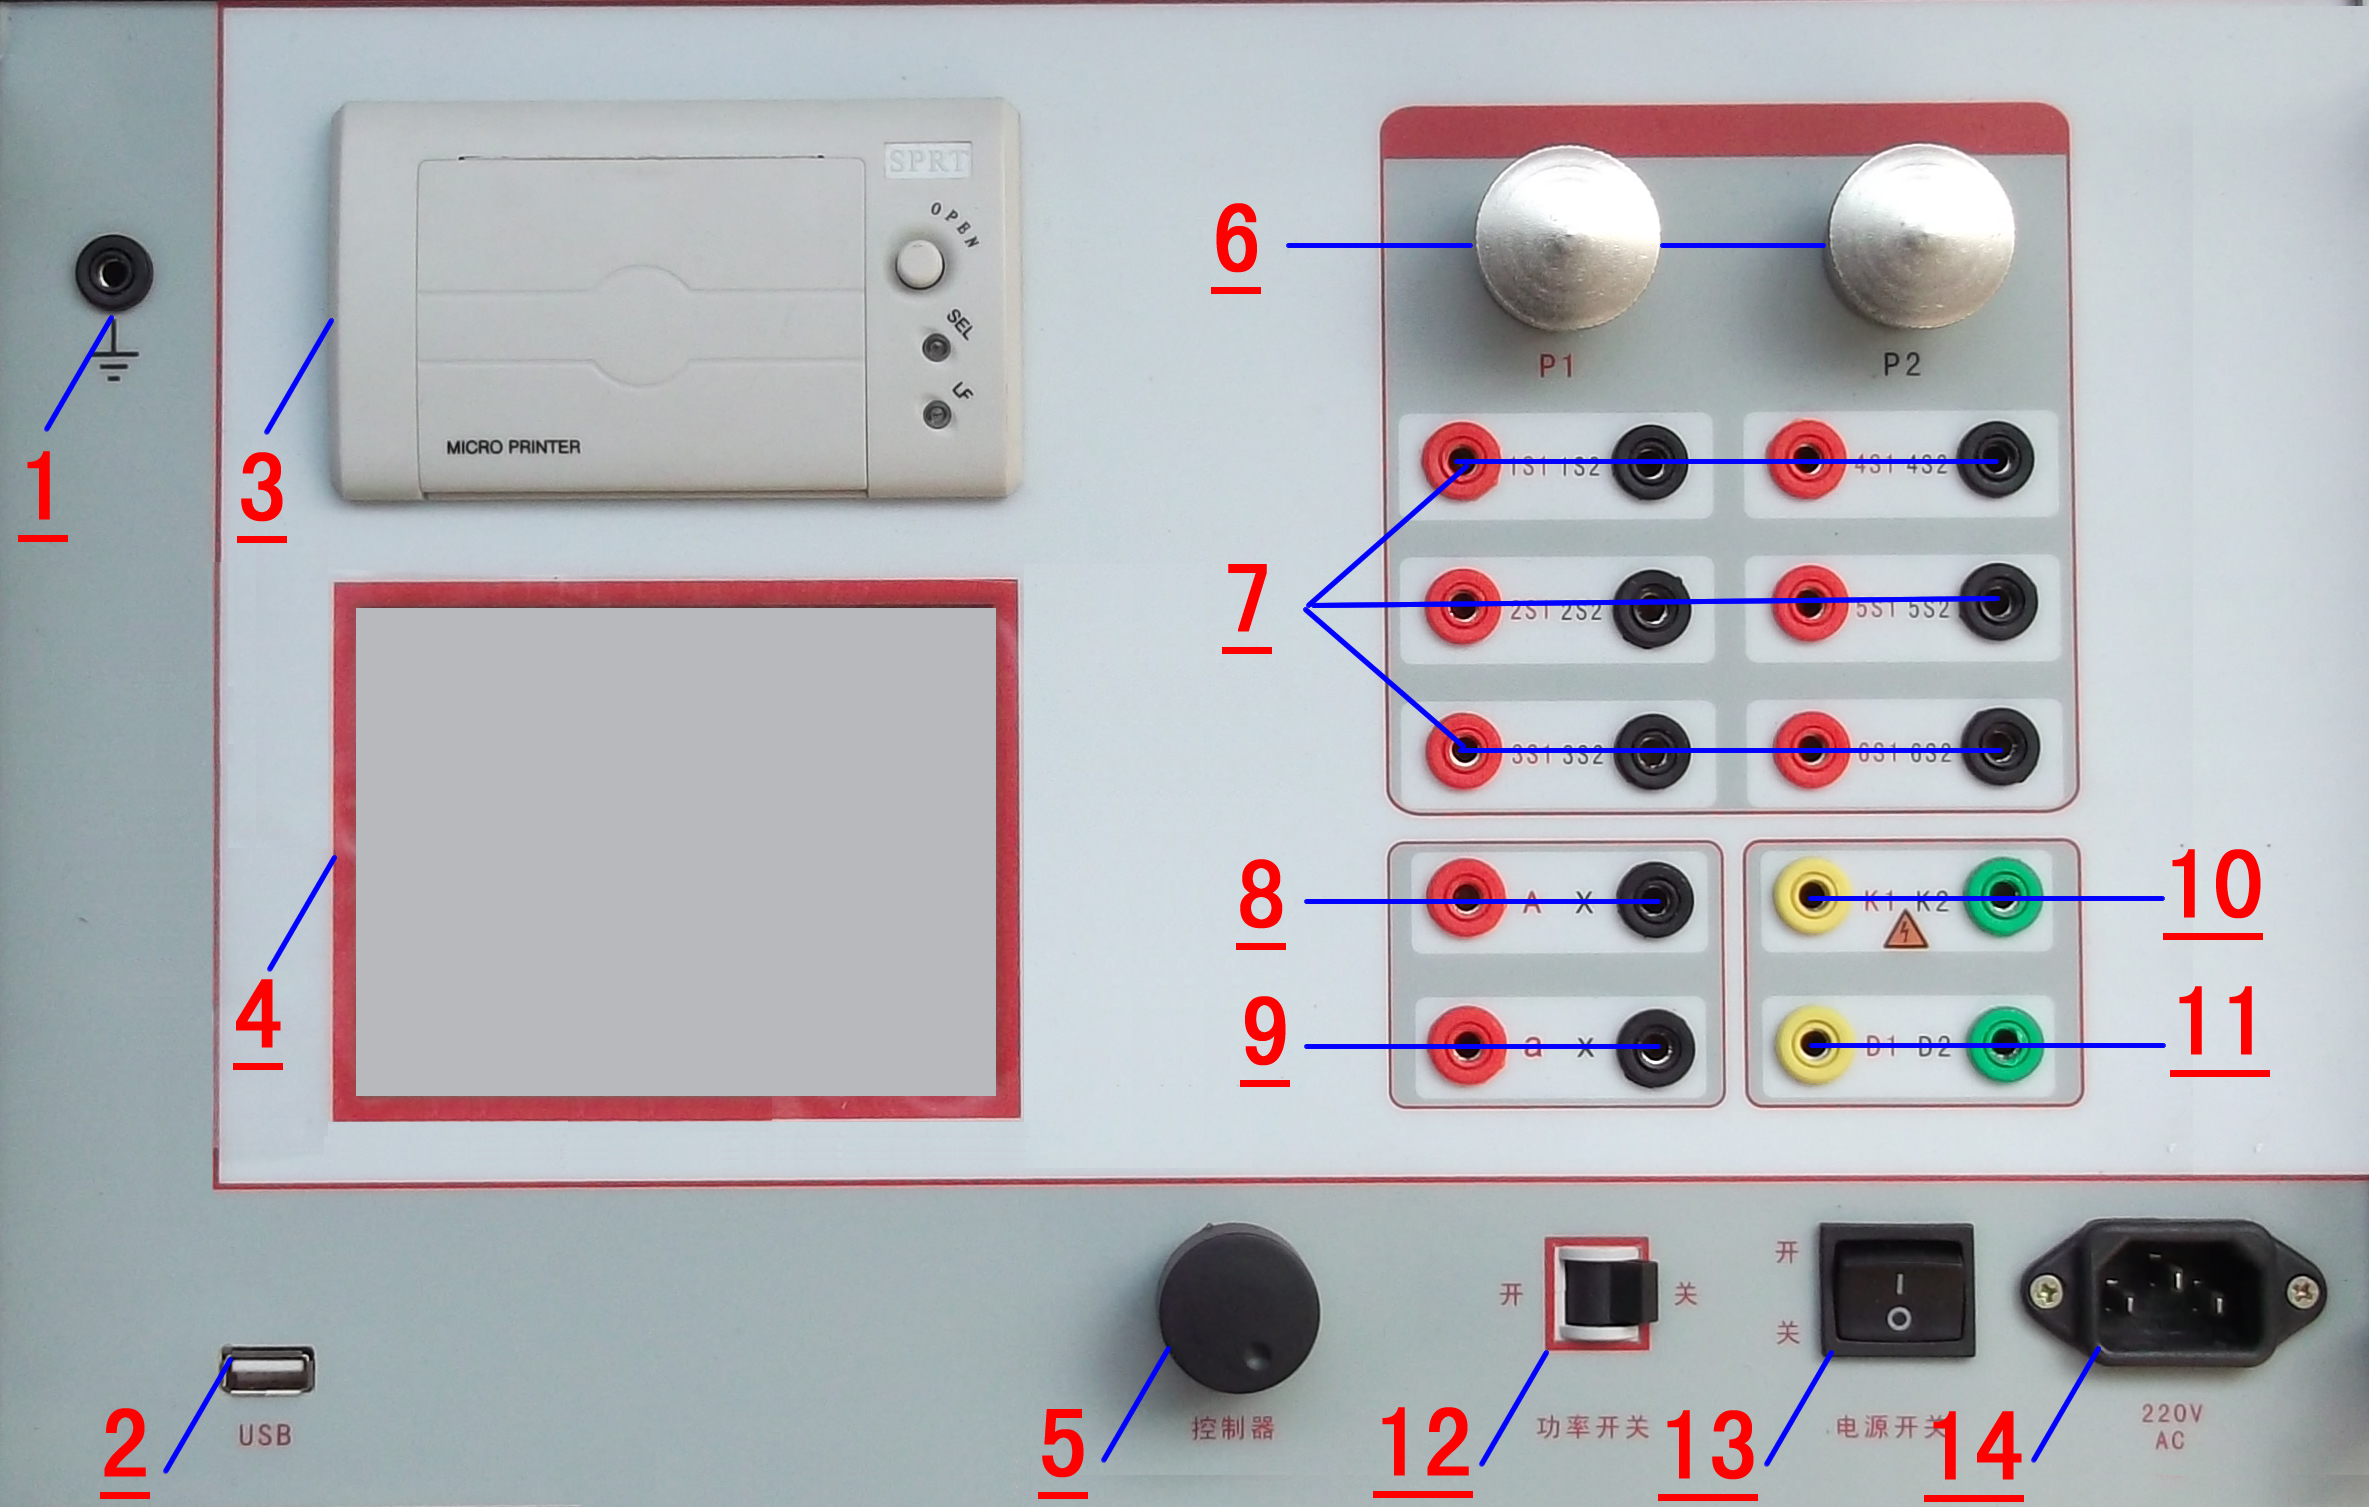 SPRT
OPEN
SEL
LF
MICRO PRINTER
1
3
6
P1
P2
1S1 1S2
4S1 4S2
7
2S1 2S2
5S1 5S2
3S1 3S2
6S1 6S2
4
8
A X
K1 K2
10
9
a x
D1 D2
11
开
关
开
关
2
USB
5
控制器
12
功率开关
13
电源开关
14
220V
AC